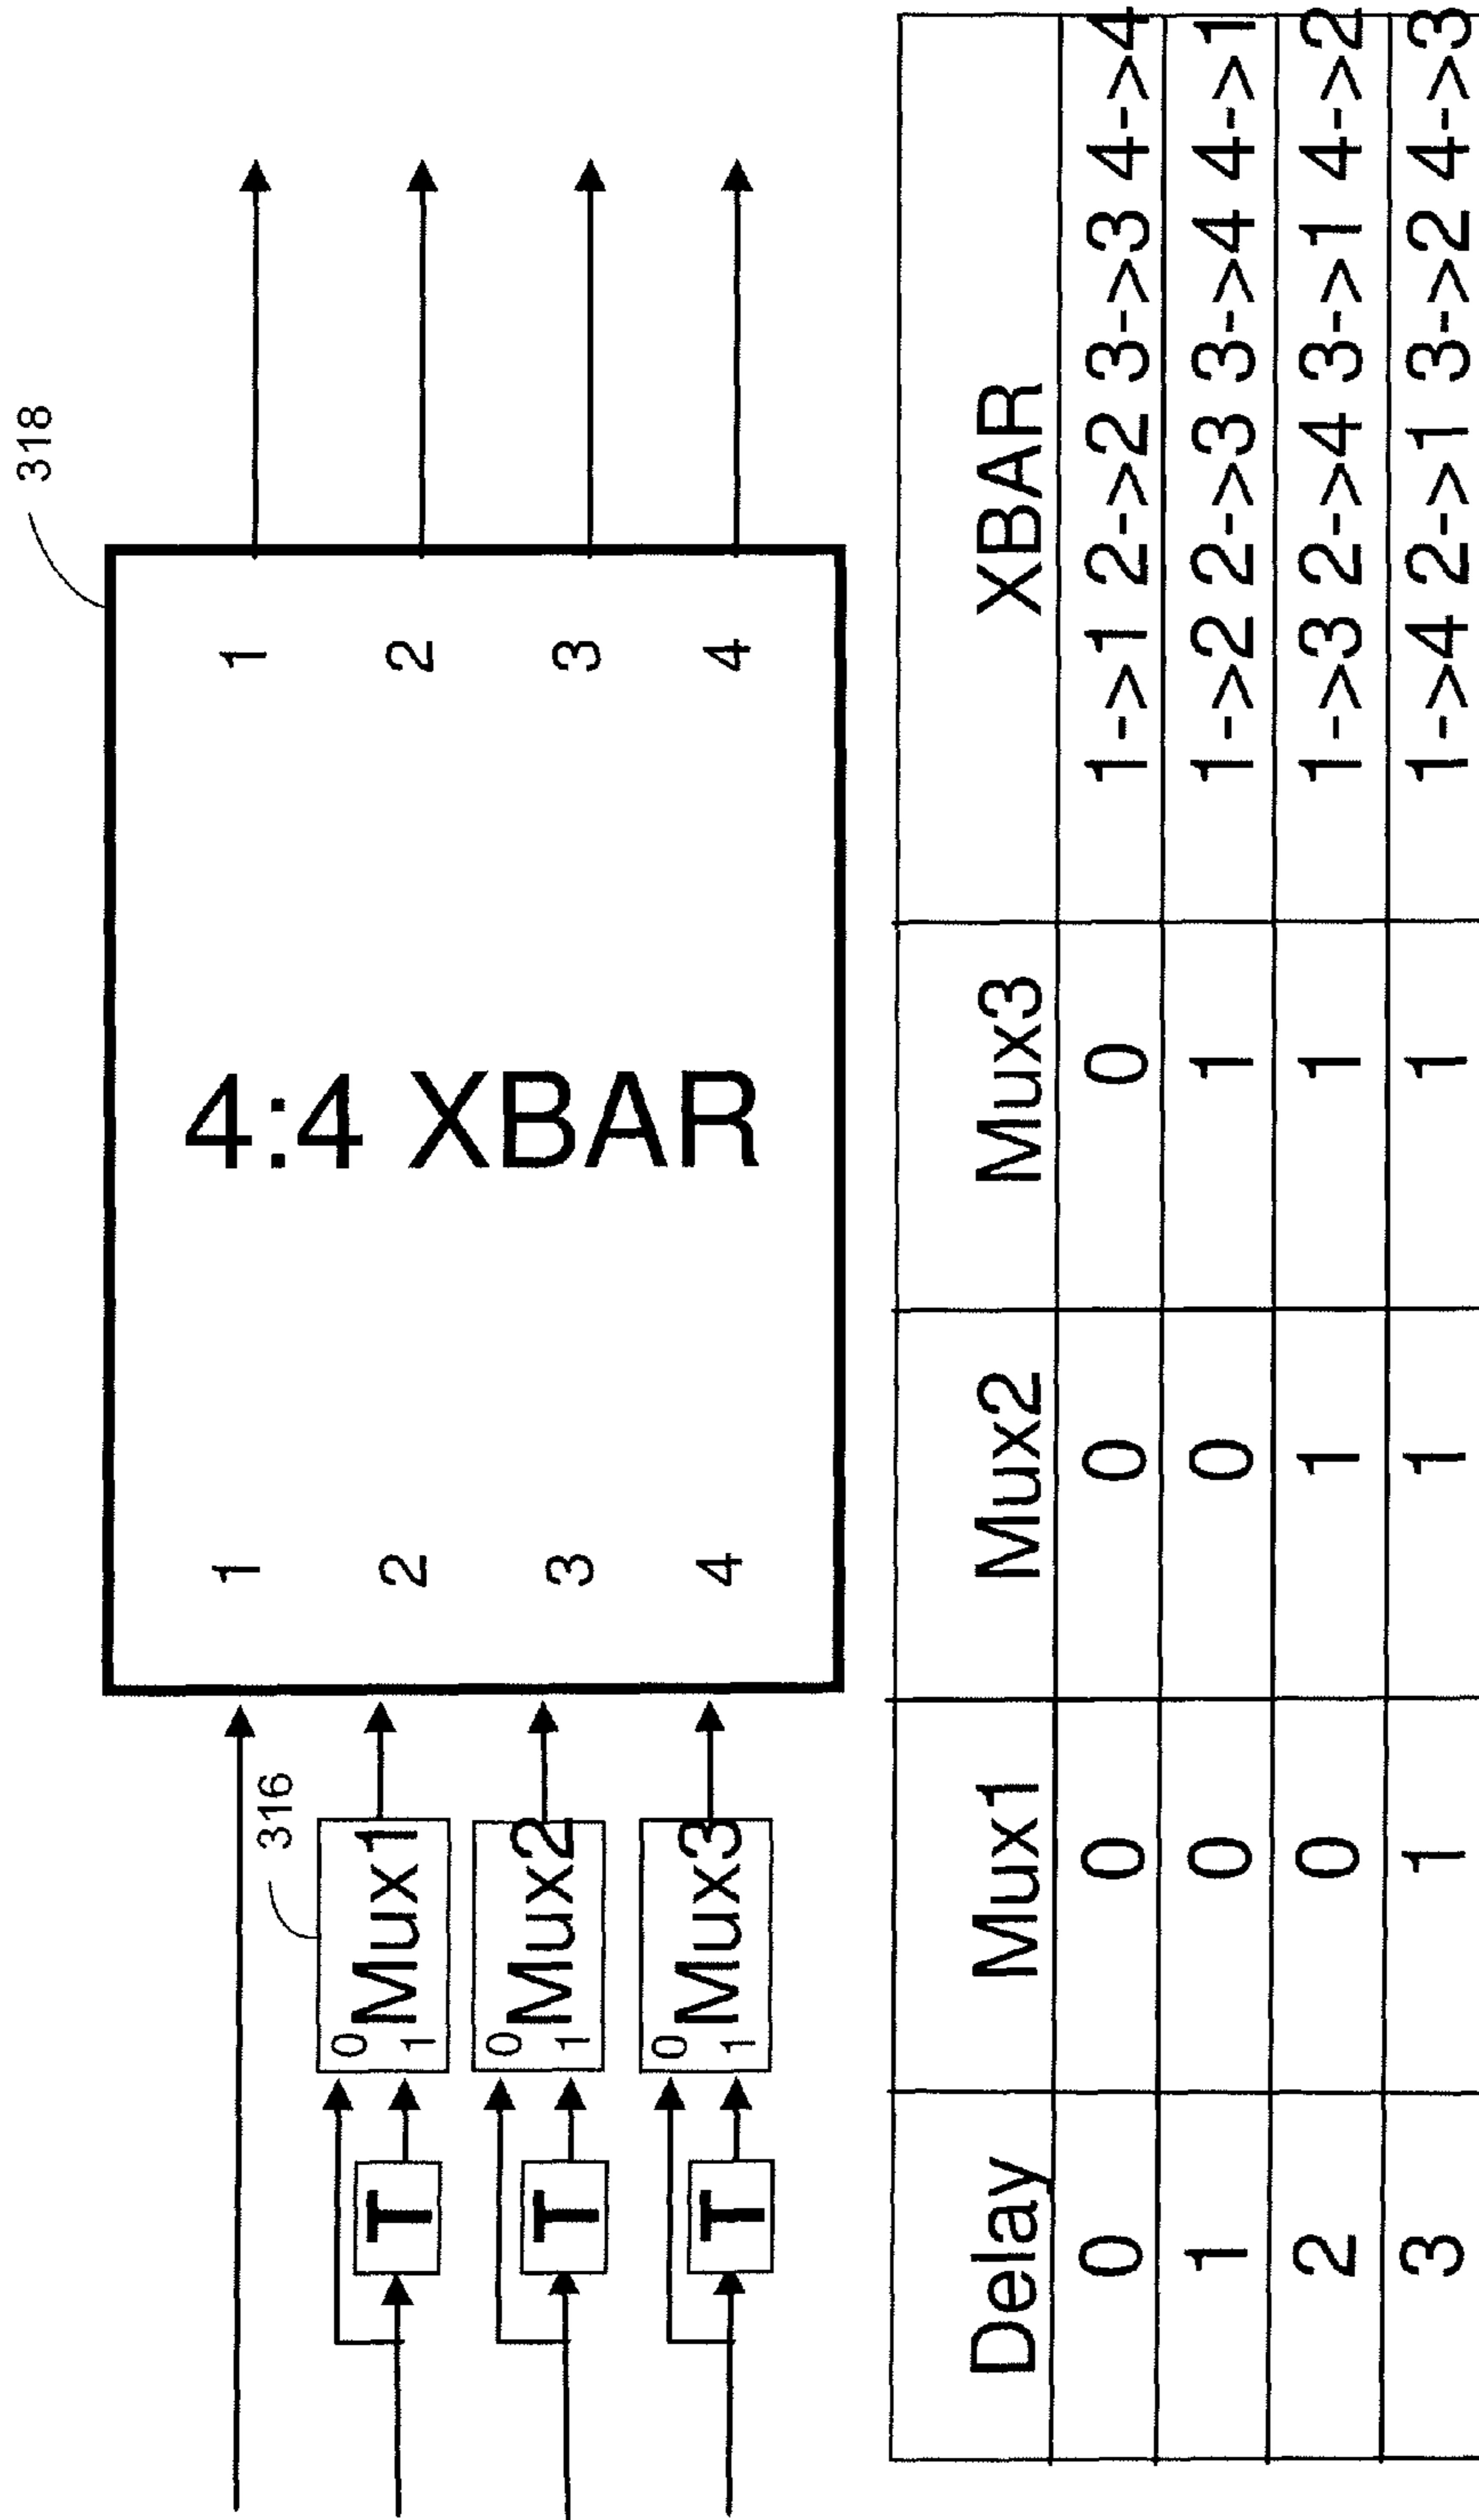 318
316
0
1
T
Mux1
0
1
T
Mux2
0
1
T
Mux3
1
2
3
4
4:4 XBAR
1
2
3
4
Delay Mux1 Mux2 Mux3 XBAR
0 0 0 0 1->1 2->2 3->3 4->4
1 0 0 1 1->2 2->3 3->4 4->1
2 0 1 1 1->3 2->4 3->1 4->2
3 1 1 1 1->4 2->1 3->2 4->3